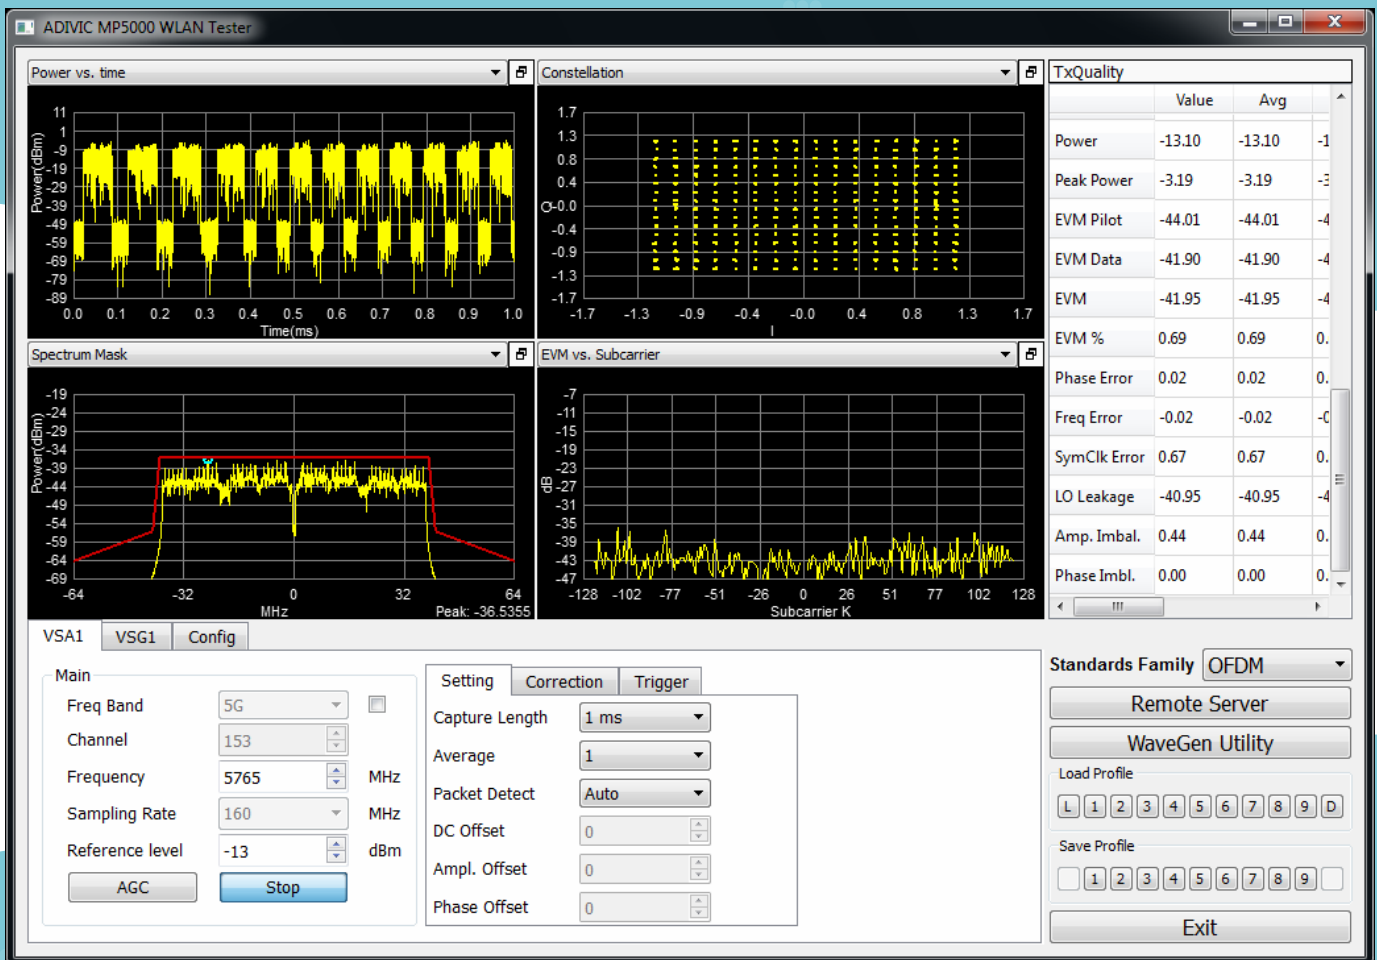 ADIVIC MP5000 WLAN Tester
Power vs. time
11
1
-9
-19
-29
-39
-49
-59
-69
-79
-89
Power(dBm)
0.0 0.1 0.2 0.3 0.4 0.5 0.6 0.7 0.8 0.9 1.0
Time(ms)
Constellation
1.7
1.3
0.8
0.4
-0.0
-0.4
-0.9
-1.3
-1.7
Q
-1.7 -1.3 -0.9 -0.4 -0.0 0.4 0.8 1.3 1.7
I
Spectrum Mask
-19
-24
-29
-34
-39
-44
-49
-54
-59
-64
-69
Power(dBm)
-64 -32 0 32 64
MHz Peak: -36.5355
EVM vs. Subcarrier
-7
-11
-15
-19
-23
-27
-31
-35
-39
-43
-47
dB
-128 -102 -77 -51 -26 0 26 51 77 102 128
Subcarrier K
TxQuality
Value Avg
Power -13.10 -13.10 -1
Peak Power -3.19 -3.19
EVM Pilot -44.01 -44.01 -4
EVM Data -41.90 -41.90 -4
EVM -41.95 -41.95 -4
EVM % 0.69 0.69 0.
Phase Error 0.02 0.02 0.
Freq Error -0.02 -0.02
SymClk Error 0.67 0.67 0.
LO Leakage -40.95 -40.95 -4
Amp. Imbal. 0.44 0.44 0.
Phase Imbl. 0.00 0.00 0.
VSA1 VSG1 Config
Main
Freq Band 5G
Channel 153
Frequency 5765 MHz
Sampling Rate 160 MHz
Reference level -13 dBm
AGC Stop
Setting Correction Trigger
Capture Length 1 ms
Average 1
Packet Detect Auto
DC Offset 0
Ampl. Offset 0
Phase Offset 0
Standards Family OFDM
Remote Server
WaveGen Utility
Load Profile
L 1 2 3 4 5 6 7 8 9 D
Save Profile
1 2 3 4 5 6 7 8 9
Exit